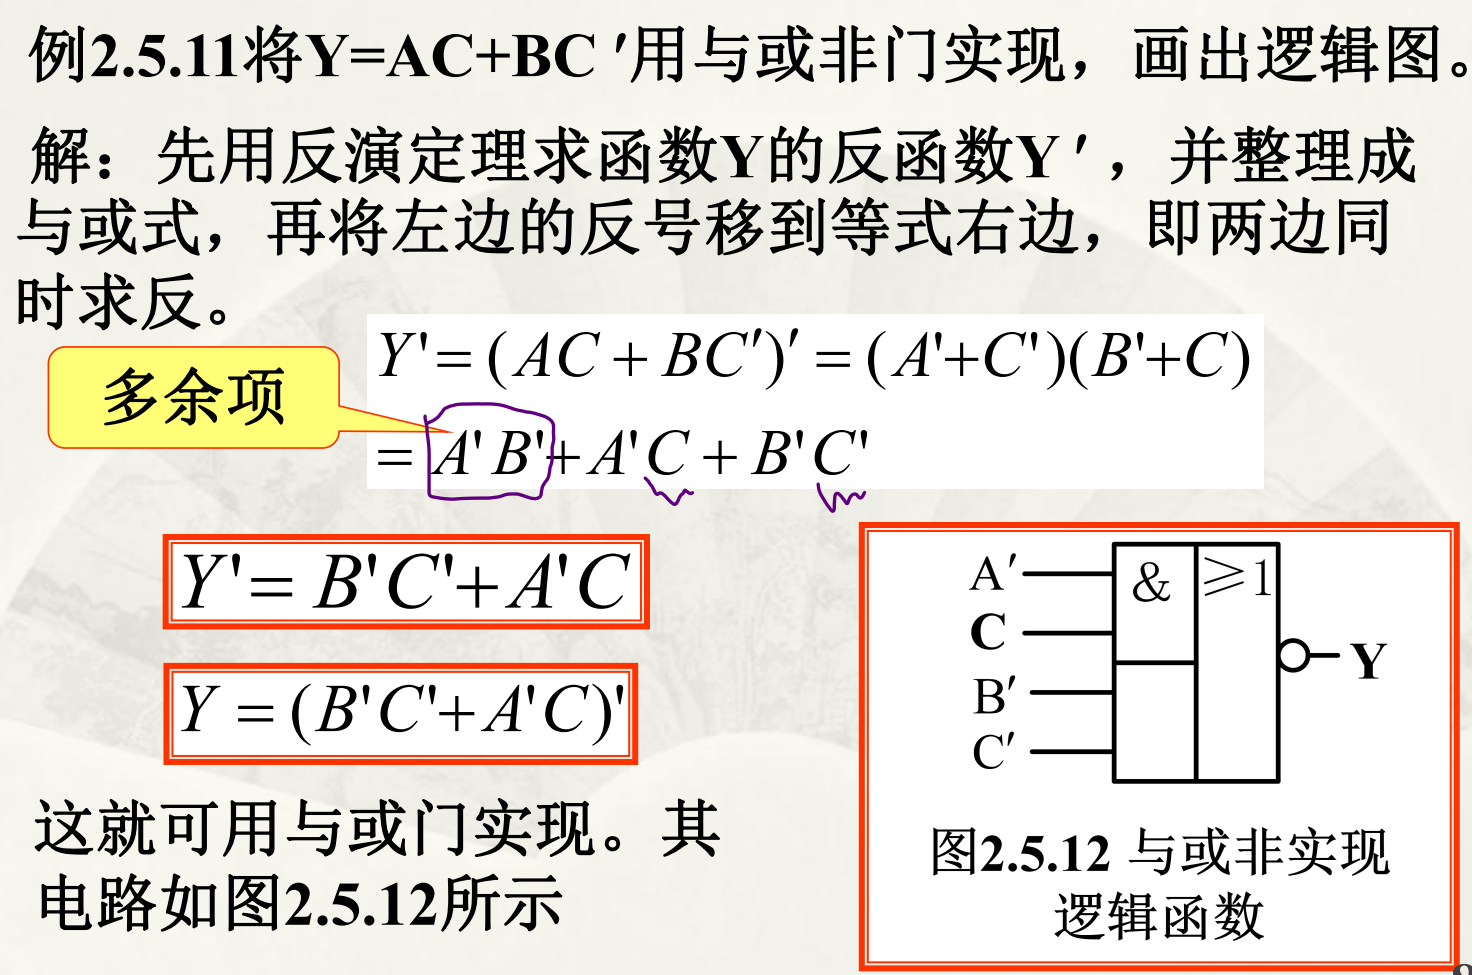 例2.5.11将Y=AC+BC ′用与或非门实现，画出逻辑图。
解：先用反演定理求函数Y的反函数Y ′，并整理成
与或式，再将左边的反号移到等式右边，即两边同
时求反。
Y'= (AC + BC′)′ = (A'+C')(B'+C)
多余项
= A'B'+A'C + B'C'
Y'= B'C'+A'C
Y = (B'C'+A'C)'
这就可用与或门实现。其
电路如图2.5.12所示
A′
&
≥1
C
Y
B′
C′
图2.5.12 与或非实现
逻辑函数